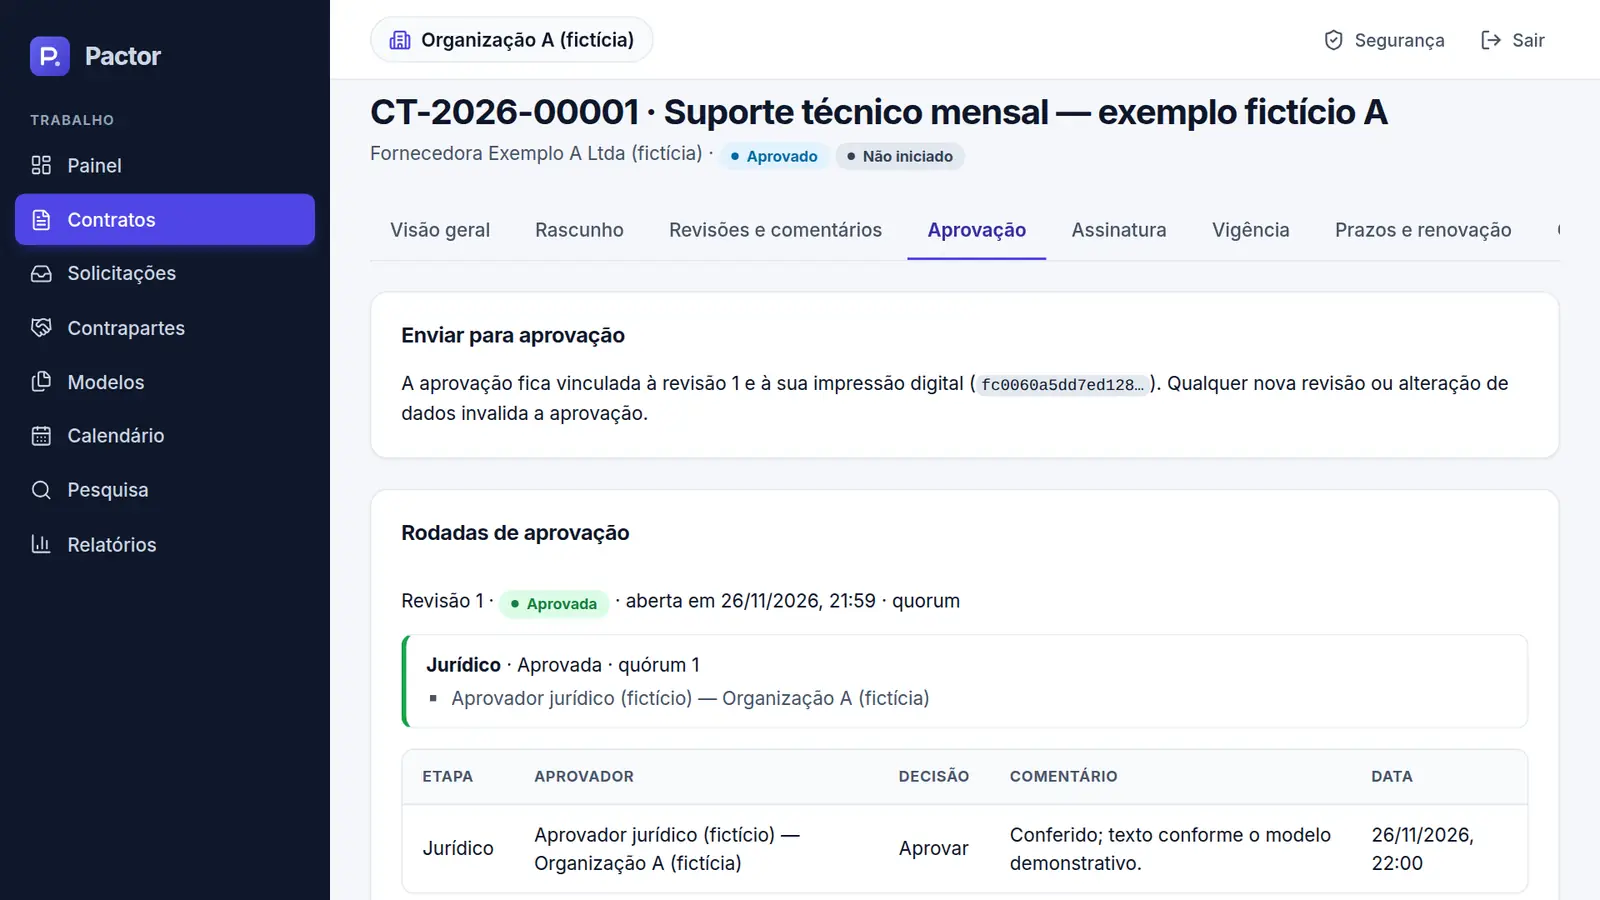 Pactor
TRABALHO
Painel
Contratos
Solicitações
Contrapartes
Modelos
Calendário
Pesquisa
Relatórios
Organização A (fictícia)
Segurança
Sair
CT-2026-00001 · Suporte técnico mensal — exemplo fictício A
Fornecedora Exemplo A Ltda (fictícia) · Aprovado Não iniciado
Visão geral Rascunho Revisões e comentários Aprovação Assinatura Vigência Prazos e renovação
Enviar para aprovação
A aprovação fica vinculada à revisão 1 e à sua impressão digital (fc0060a5dd7ed128…). Qualquer nova revisão ou alteração de
dados invalida a aprovação.
Rodadas de aprovação
Revisão 1 · Aprovada · aberta em 26/11/2026, 21:59 · quorum
Jurídico · Aprovada · quórum 1
Aprovador jurídico (fictício) — Organização A (fictícia)
ETAPA APROVADOR DECISÃO COMENTÁRIO DATA
Jurídico
Aprovador jurídico (fictício) —
Organização A (fictícia)
Aprovar
Conferido; texto conforme o modelo
demonstrativo.
26/11/2026,
22:00